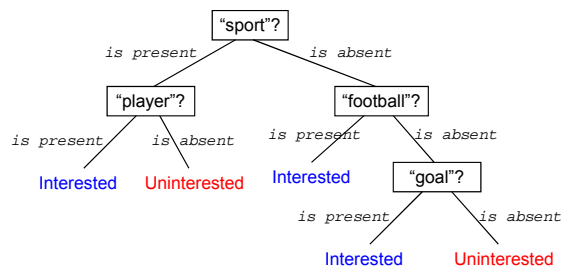 “sport”?
is present
is absent
“player”?
“football”?
is present
is absent
is present
is absent
Interested
Uninterested
Interested
“goal”?
is present
is absent
Interested
Uninterested